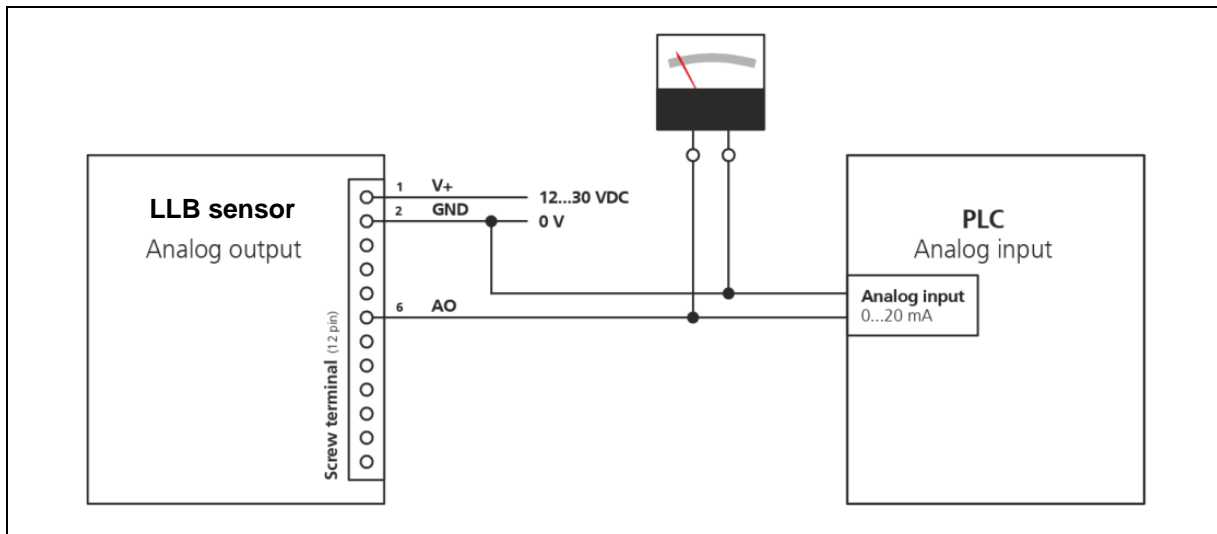 LLB sensor
Analog output
Screw terminal (12 pin)
1 V+
2 GND
6 AO
12...30 VDC
0 V
PLC
Analog input
Analog input
0...20 mA